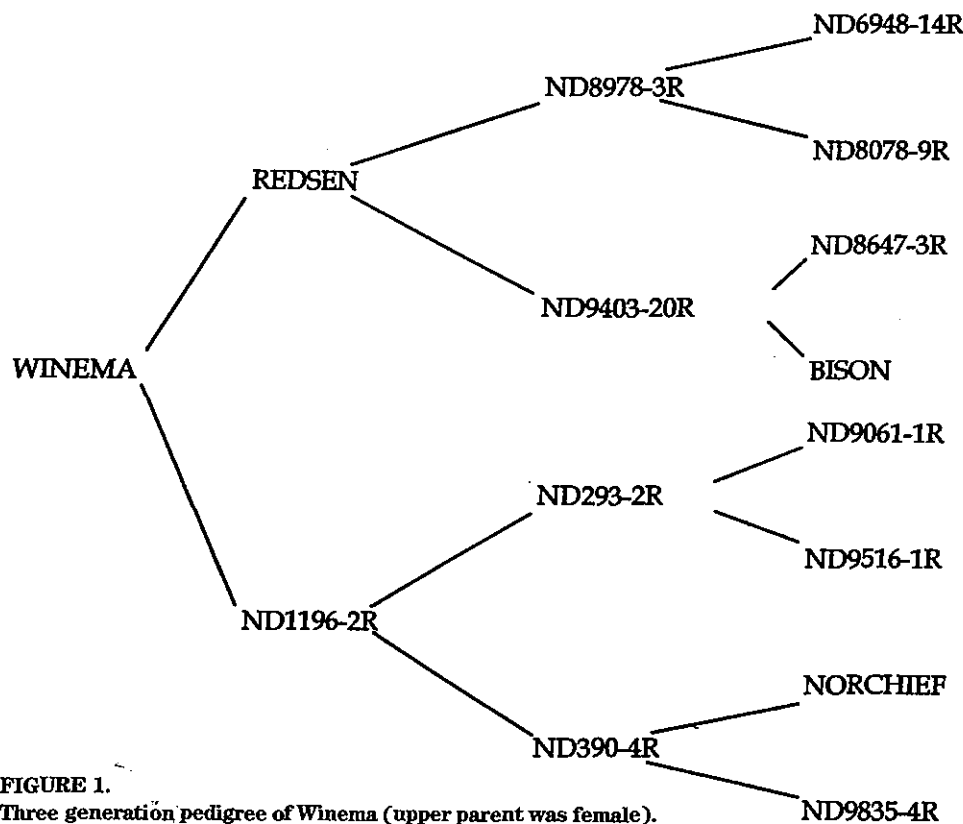 ND6948-14R
ND8978-3R
ND8078-9R
REDSEN
ND8647-3R
ND9403-20R
WINEMA
BISON
ND9061-1R
ND293-2R
ND9516-1R
ND1196-2R
NORCHIEF
ND390-4R
ND9835-4R
FIGURE 1.
Three generation pedigree of Winema (upper parent was female).